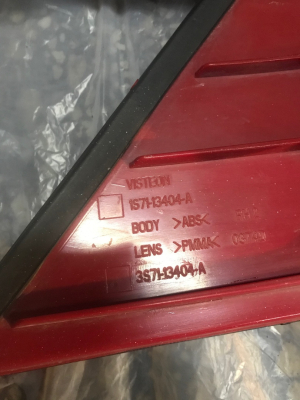 VISTEON
1S71-13404-A
BODY >ABS<
LENS >PMMA<
3S71-13404-A